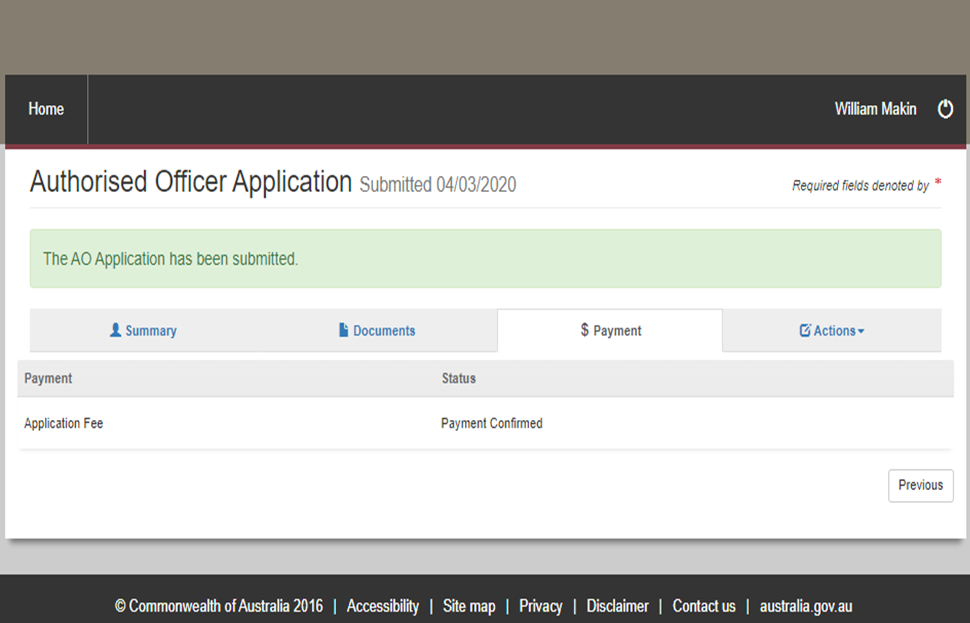 Home William Makin
Authorised Officer Application Submitted 04/03/2020 Required fields denoted by *
The AO Application has been submitted.
Summary Documents $ Payment Actions
Payment Status
Application Fee Payment Confirmed
Previous
© Commonwealth of Australia 2016 | Accessibility | Site map | Privacy | Disclaimer | Contact us | australia.gov.au